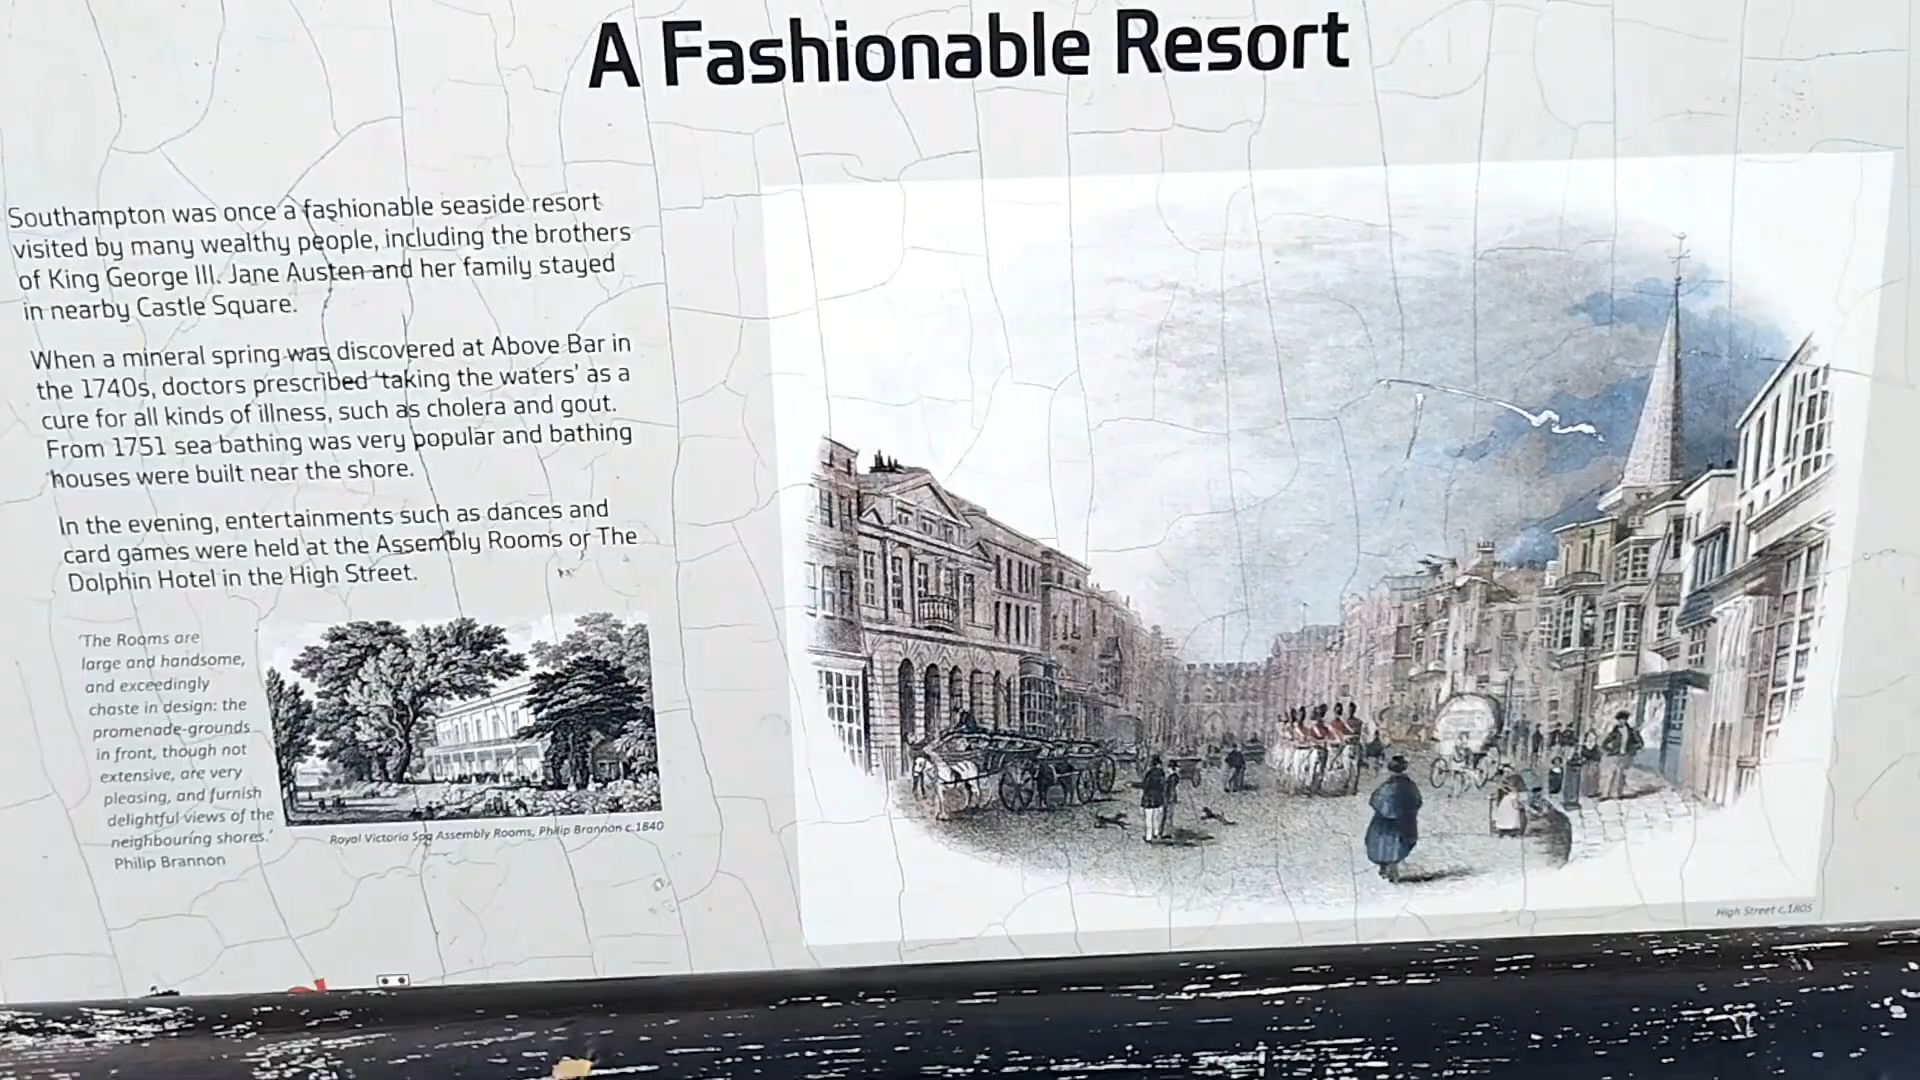 A Fashionable Resort
Southampton was once a fashionable seaside resort
visited by many wealthy people, including the brothers
of King George III. Jane Austen and her family stayed
in nearby Castle Square.
When a mineral spring was discovered at Above Bar in
the 1740s, doctors prescribed 'taking the waters' as a
cure for all kinds of illness, such as cholera and gout.
From 1751 sea bathing was very popular and bathing
houses were built near the shore.
In the evening, entertainments such as dances and
card games were held at the Assembly Rooms or The
Dolphin Hotel in the High Street.
'The Rooms are
large and handsome,
and exceedingly
chaste in design: the
promenade-grounds
in front, though not
extensive, are very
pleasing, and furnish
delightful views of the
neighbouring shores.'
Philip Brannon
Royal Victoria Spa Assembly Rooms, Philip Brannon c.1840
High Street c.1805